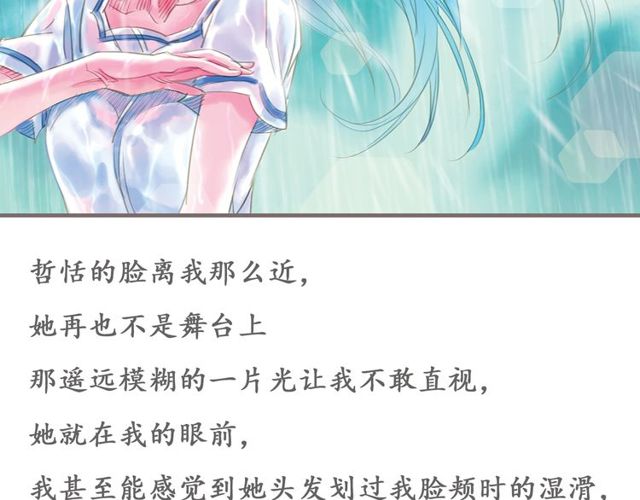 哲恬的脸离我那么近，
她再也不是舞台上
那遥远模糊的一片光让我不敢直视，
她就在我的眼前，
我甚至能感觉到她头发划过我脸颊时的湿滑，